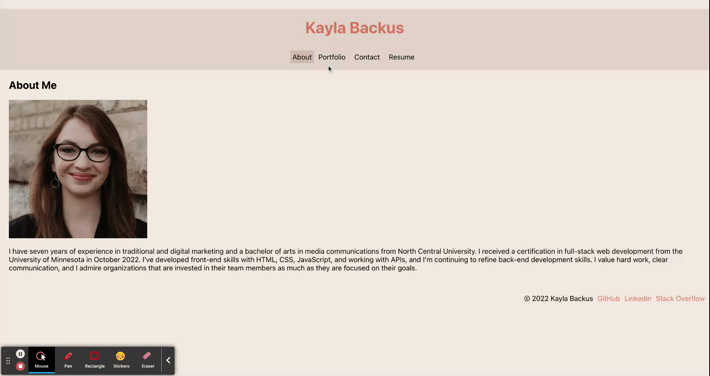 Kayla Backus
About Portfolio Contact Resume
About Me
I have seven years of experience in traditional and digital marketing and a bachelor of arts in media communications from North Central University. I received a certification in full-stack web development from the
University of Minnesota in October 2022. I've developed front-end skills with HTML, CSS, JavaScript, and working with APIs, and I'm continuing to refine back-end development skills. I value hard work, clear
communication, and I admire organizations that are invested in their team members as much as they are focused on their goals.
© 2022 Kayla Backus GitHub LinkedIn Stack Overflow
Mouse Pen Rectangle Stickers Eraser